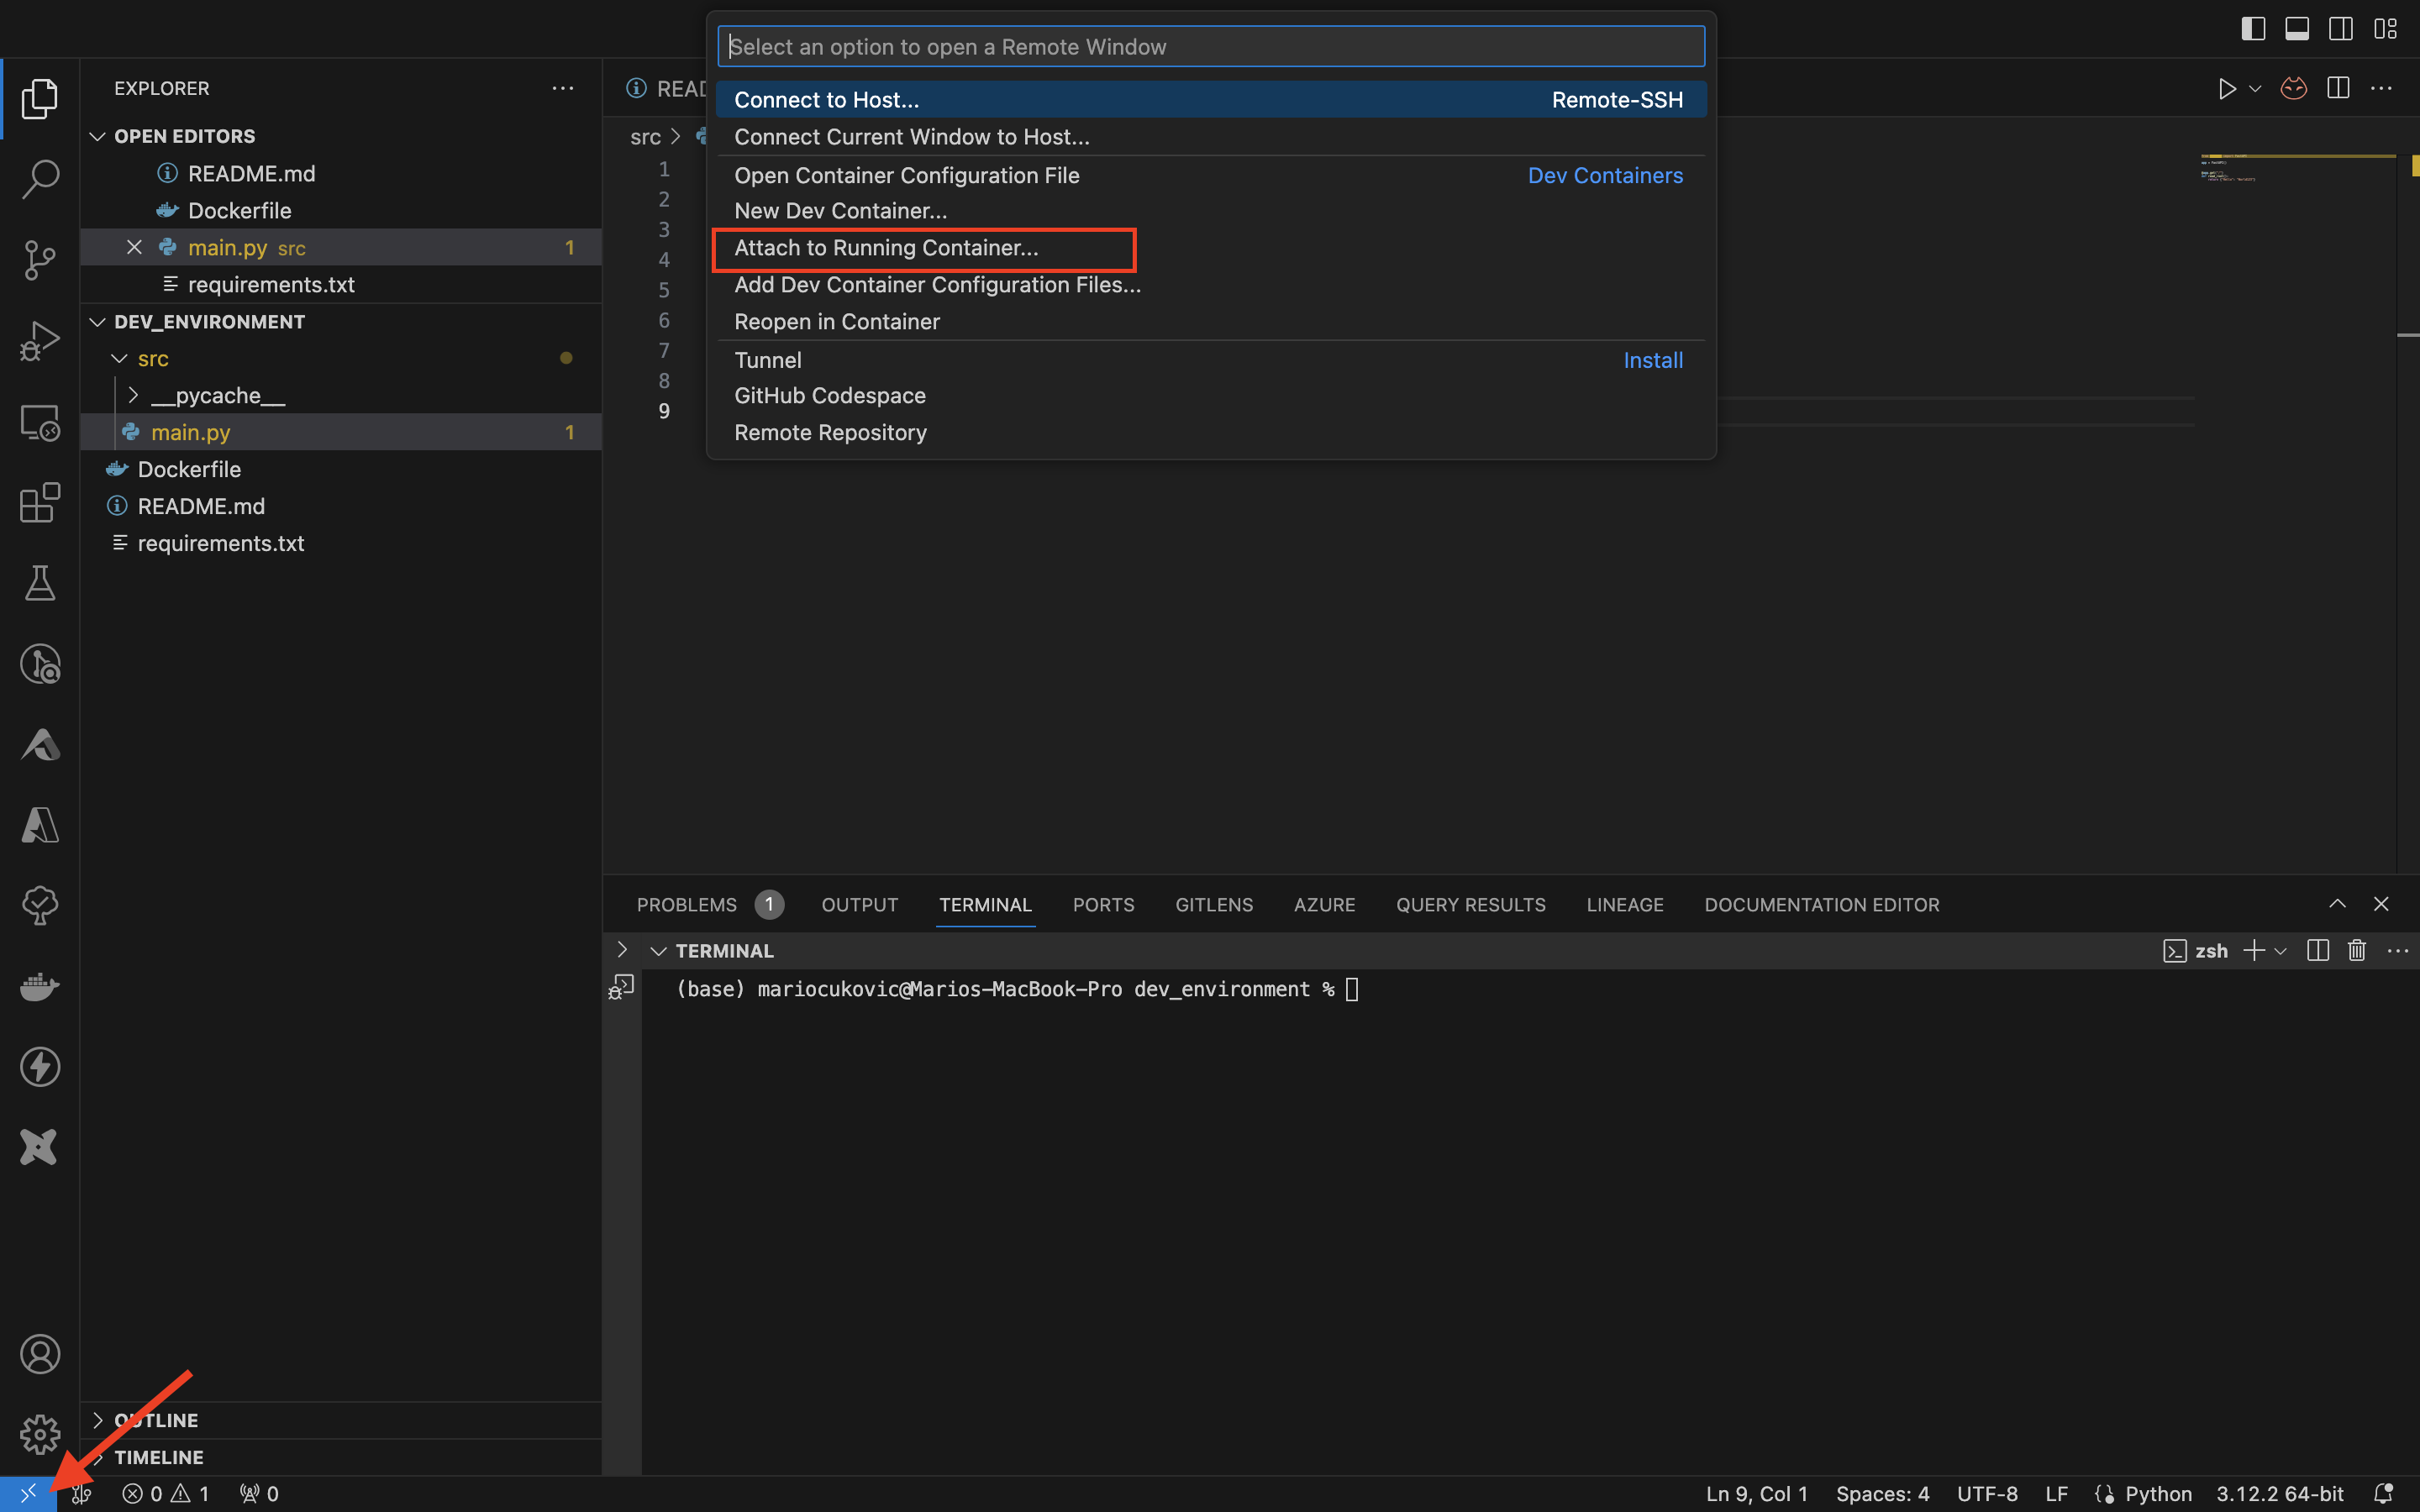 Select an option to open a Remote Window
Connect to Host... Remote-SSH
Connect Current Window to Host...
Open Container Configuration File Dev Containers
New Dev Container...
Attach to Running Container...
Add Dev Container Configuration Files...
Reopen in Container
Tunnel Install
GitHub Codespace
Remote Repository
EXPLORER
OPEN EDITORS
README.md
Dockerfile
main.py src 1
requirements.txt
DEV_ENVIRONMENT
src
__pycache__
main.py 1
Dockerfile
README.md
requirements.txt
OUTLINE
TIMELINE
READ
src
1
2
3
4
5
6
7
8
9
PROBLEMS 1 OUTPUT TERMINAL PORTS GITLENS AZURE QUERY RESULTS LINEAGE DOCUMENTATION EDITOR
TERMINAL zsh
(base) mariocukovic@Marios-MacBook-Pro dev_environment %
0 1 0 Ln 9, Col 1 Spaces: 4 UTF-8 LF Python 3.12.2 64-bit